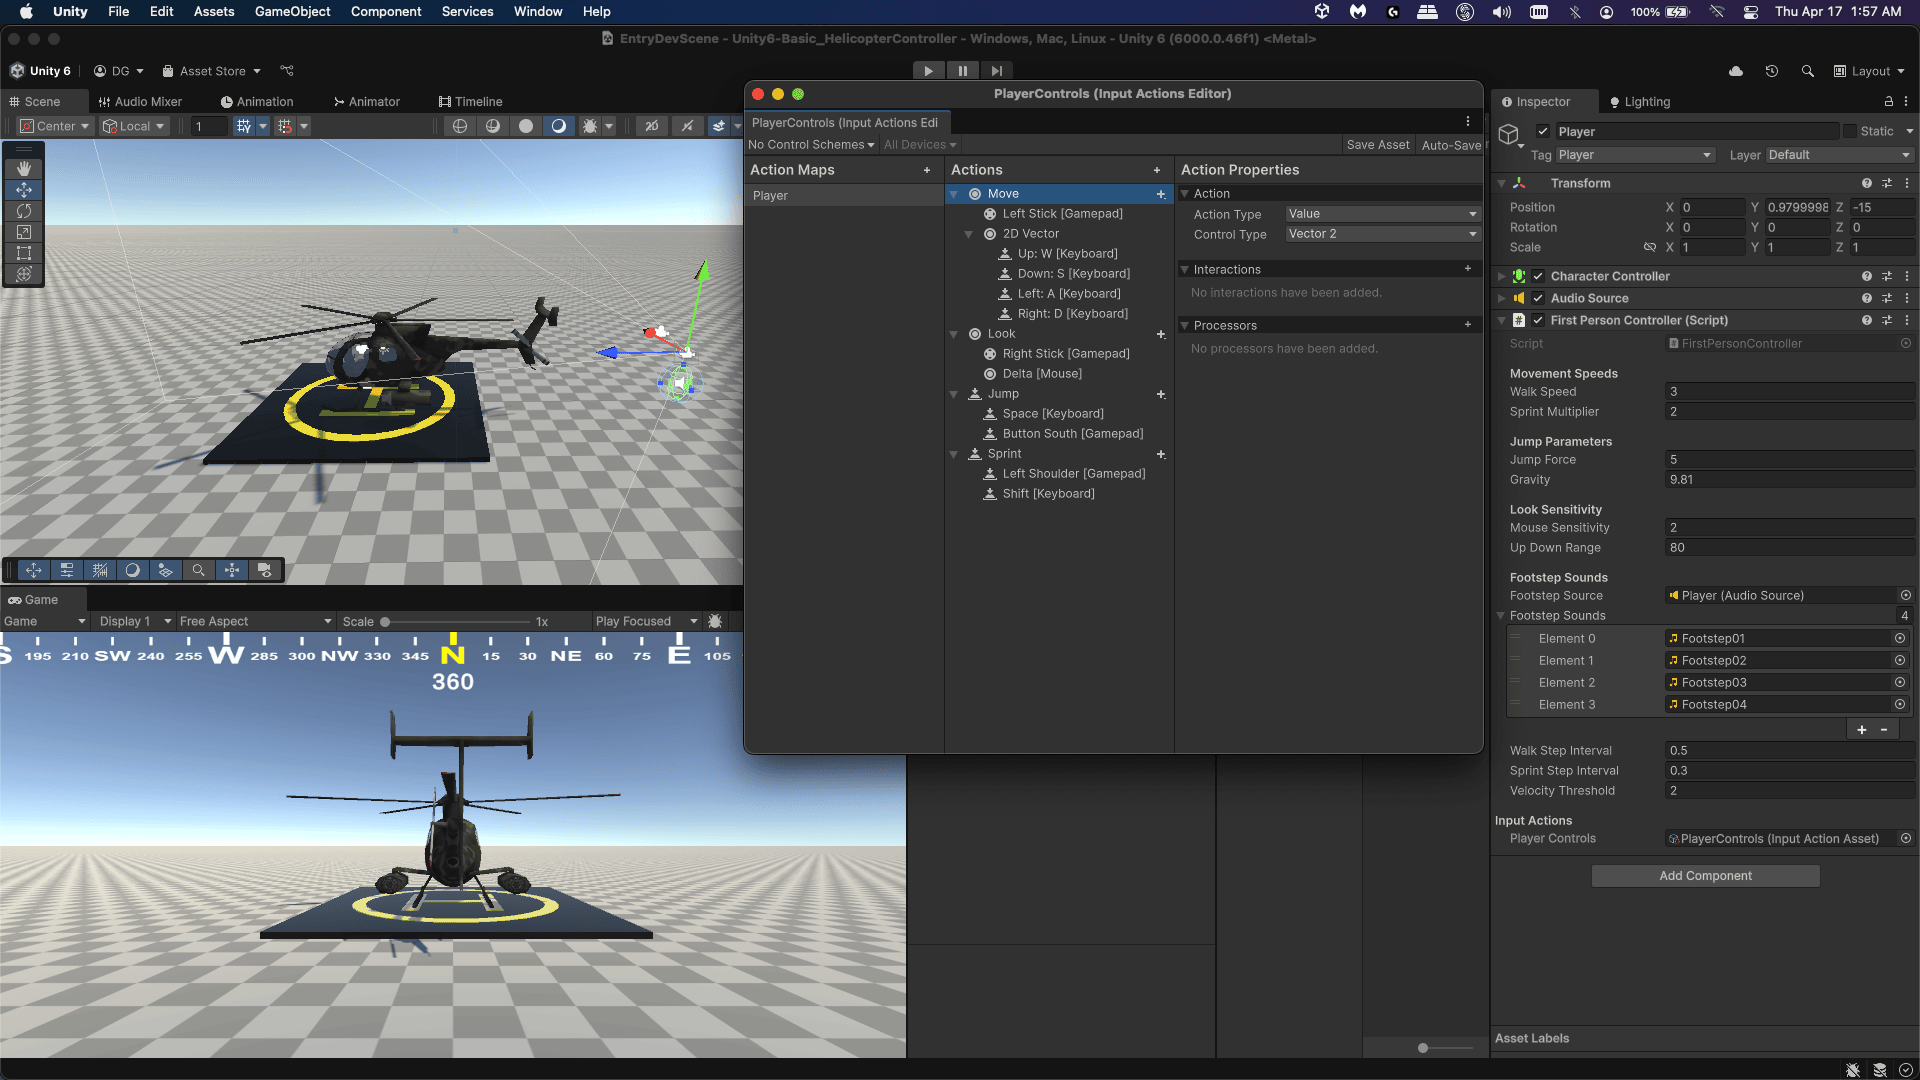 Unity File Edit Assets GameObject Component Services Window Help 100% Thu Apr 17 1:57 AM
EntryDevScene - Unity6-Basic_HelicopterController - Windows, Mac, Linux - Unity 6 (6000.0.46f1) <Metal>
Unity 6 DG Asset Store Layout
Scene Audio Mixer Animation Animator Timeline
Center Local 1 2D
PlayerControls (Input Actions Editor)
PlayerControls (Input Actions Edi
No Control Schemes All Devices Save Asset Auto-Save
Action Maps + Actions + Action Properties
Player
Move
Left Stick [Gamepad]
2D Vector
Up: W [Keyboard]
Down: S [Keyboard]
Left: A [Keyboard]
Right: D [Keyboard]
Look
Right Stick [Gamepad]
Delta [Mouse]
Jump
Space [Keyboard]
Button South [Gamepad]
Sprint
Left Shoulder [Gamepad]
Shift [Keyboard]
Action
Action Type Value
Control Type Vector 2
Interactions +
No interactions have been added.
Processors +
No processors have been added.
Inspector Lighting
Player Static
Tag Player Layer Default
Transform
Position X 0 Y 0.9799998 Z -15
Rotation X 0 Y 0 Z 0
Scale X 1 Y 1 Z 1
Character Controller
Audio Source
First Person Controller (Script)
Script FirstPersonController
Movement Speeds
Walk Speed 3
Sprint Multiplier 2
Jump Parameters
Jump Force 5
Gravity 9.81
Look Sensitivity
Mouse Sensitivity 2
Up Down Range 80
Footstep Sounds
Footstep Source Player (Audio Source)
Footstep Sounds 4
Element 0 Footstep01
Element 1 Footstep02
Element 2 Footstep03
Element 3 Footstep04
+ -
Walk Step Interval 0.5
Sprint Step Interval 0.3
Velocity Threshold 2
Input Actions
Player Controls PlayerControls (Input Action Asset)
Add Component
Asset Labels
Game
Game Display 1 Free Aspect Scale 1x Play Focused
S 195 210 SW 240 255 W 285 300 NW 330 345 N 15 30 NE 60 75 E 105
360